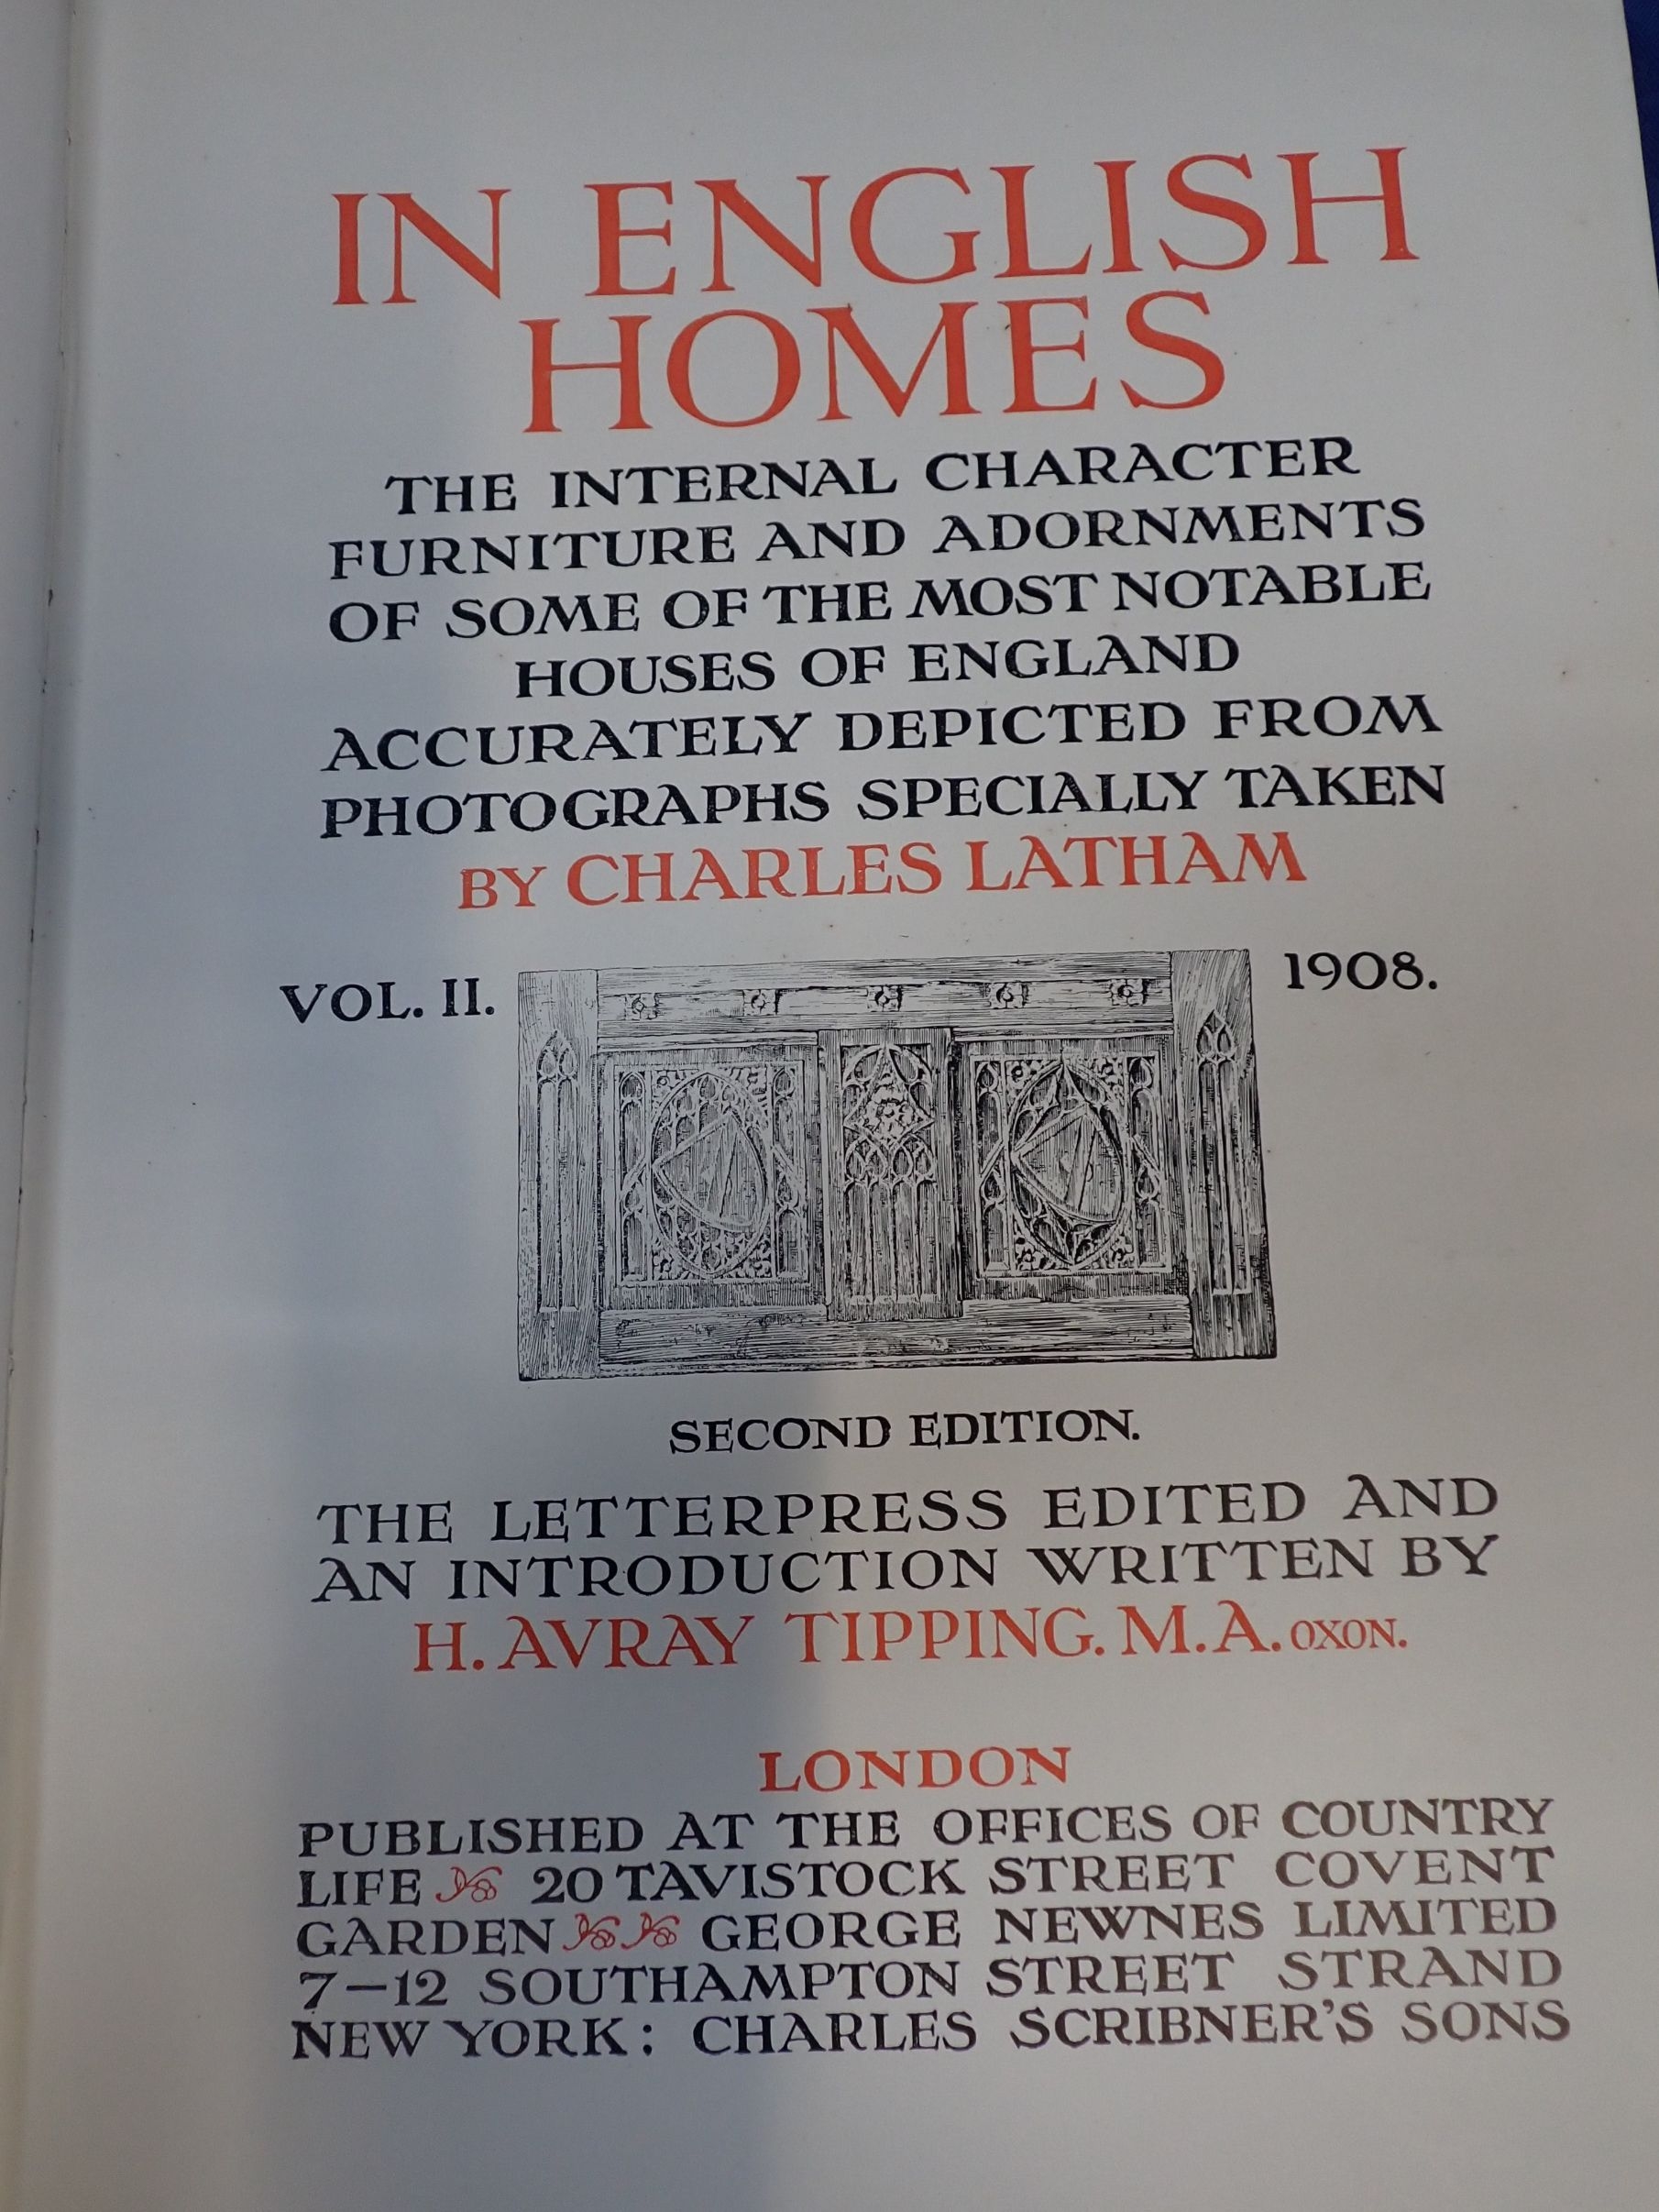 IN ENGLISH
HOMES
THE INTERNAL CHARACTER
FURNITURE AND ADORNMENTS
OF SOME OF THE MOST NOTABLE
HOUSES OF ENGLAND
ACCURATELY DEPICTED FROM
PHOTOGRAPHS SPECIALLY TAKEN
BY CHARLES LATHAM
VOL. II. 1908.
SECOND EDITION.
THE LETTERPRESS EDITED AND
AN INTRODUCTION WRITTEN BY
H. AVRAY TIPPING. M.A. OXON.
LONDON
PUBLISHED AT THE OFFICES OF COUNTRY
LIFE 20 TAVISTOCK STREET COVENT
GARDEN GEORGE NEWNES LIMITED
7–12 SOUTHAMPTON STREET STRAND
NEW YORK: CHARLES SCRIBNER'S SONS